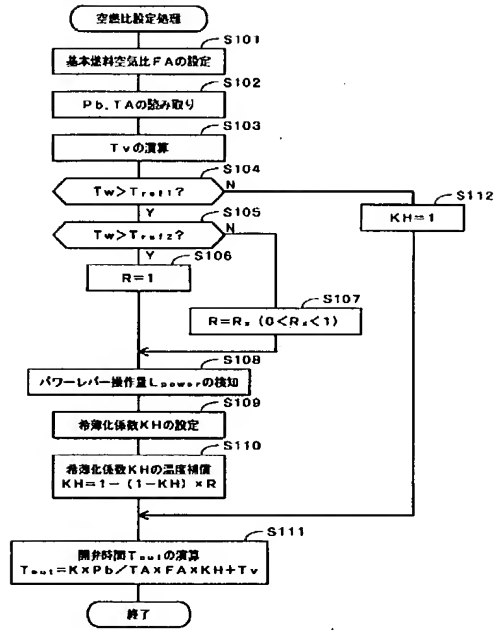 空燃比設定処理
S101
基本燃料空気比FAの設定
S102
Pb、TAの読み取り
S103
Tvの演算
S104
Tw>Tref1?
N
Y
S112
KH=1
S105
Tw>Tref2?
N
Y
S106
R=1
S107
R=Rx (0<Rx<1)
S108
パワーレバー操作量Lpowerの検知
S109
希薄化係数KHの設定
S110
希薄化係数KHの温度補償
KH=1-(1-KH)×R
S111
開弁時間Toutの演算
Tout=K×Pb/TA×FA×KH+Tv
終了